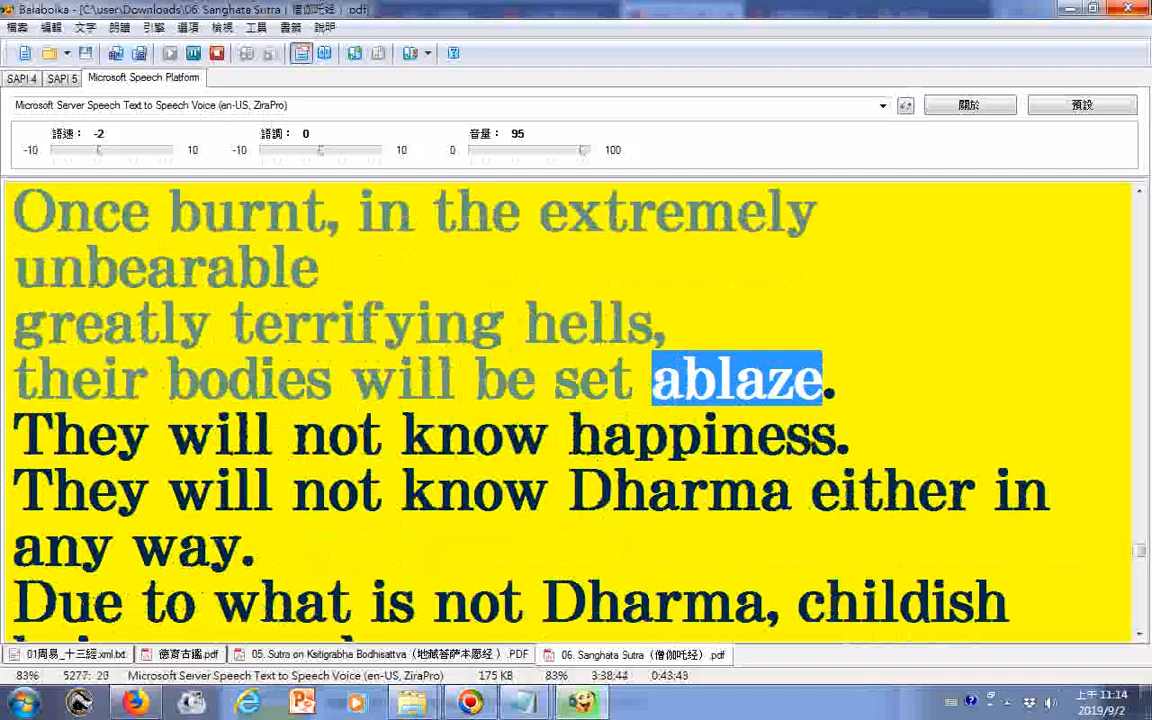 Balabolka - [C:\user\Downloads\06. Sanghata Sutra ( 僧伽吒经 ) .pdf]
檔案 編輯 文字 朗讀 引擎 選項 檢視 工具 書籤 說明
SAPI 4 SAPI 5 Microsoft Speech Platform
Microsoft Server Speech Text to Speech Voice (en-US, ZiraPro) 關於 預設
語速： -2 語調： 0 音量： 95
-10 10 -10 10 0 100
Once burnt, in the extremely
unbearable
greatly terrifying hells,
their bodies will be set ablaze.
They will not know happiness.
They will not know Dharma either in
any way.
Due to what is not Dharma, childish
01周易_十三經.xml.txt 德育古鑑.pdf 05. Sutra on Ksitigrabha Bodhisattva（地藏菩萨本愿经）.PDF 06. Sanghata Sutra（僧伽吒经）.pdf
83% 5277: 23 Microsoft Server Speech Text to Speech Voice (en-US, ZiraPro) 175 KB 83% 3:38:44 0:43:43
上午 11:14
2019/9/2